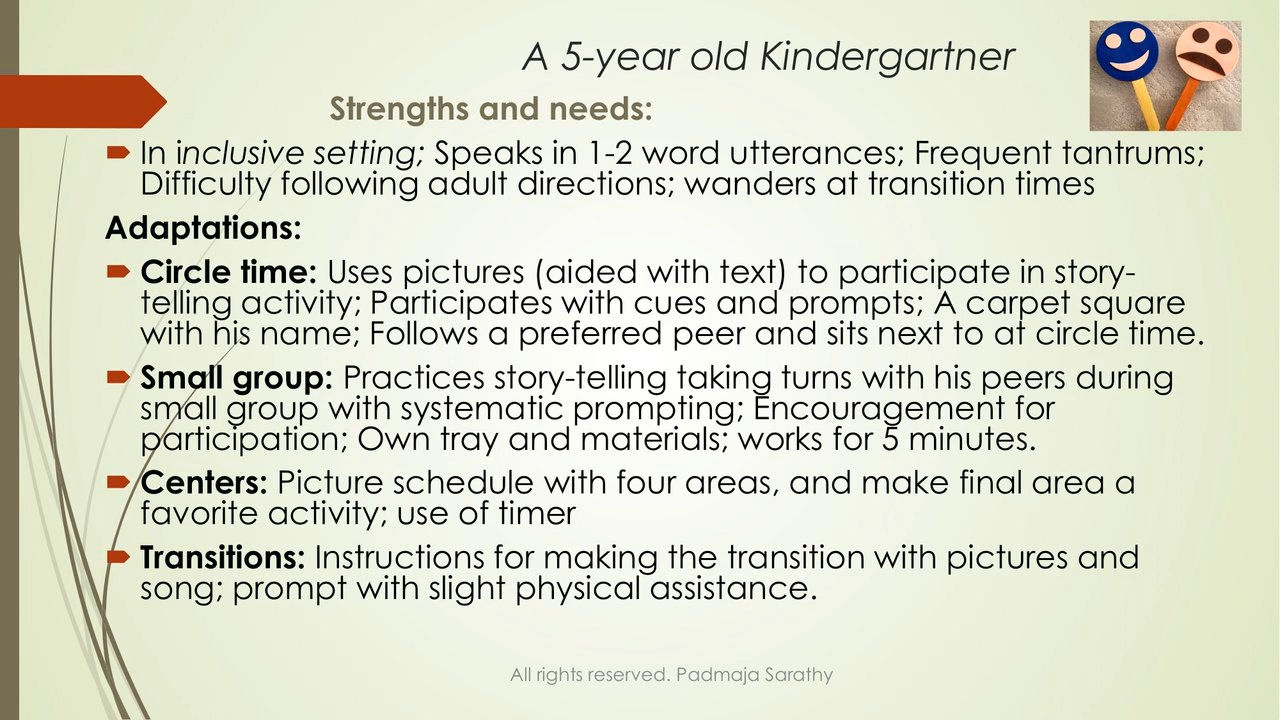 A 5-year old Kindergartner
Strengths and needs:
In inclusive setting; Speaks in 1-2 word utterances; Frequent tantrums;
Difficulty following adult directions; wanders at transition times
Adaptations:
Circle time: Uses pictures (aided with text) to participate in story-
telling activity; Participates with cues and prompts; A carpet square
with his name; Follows a preferred peer and sits next to at circle time.
Small group: Practices story-telling taking turns with his peers during
small group with systematic prompting; Encouragement for
participation; Own tray and materials; works for 5 minutes.
Centers: Picture schedule with four areas, and make final area a
favorite activity; use of timer
Transitions: Instructions for making the transition with pictures and
song; prompt with slight physical assistance.
All rights reserved. Padmaja Sarathy